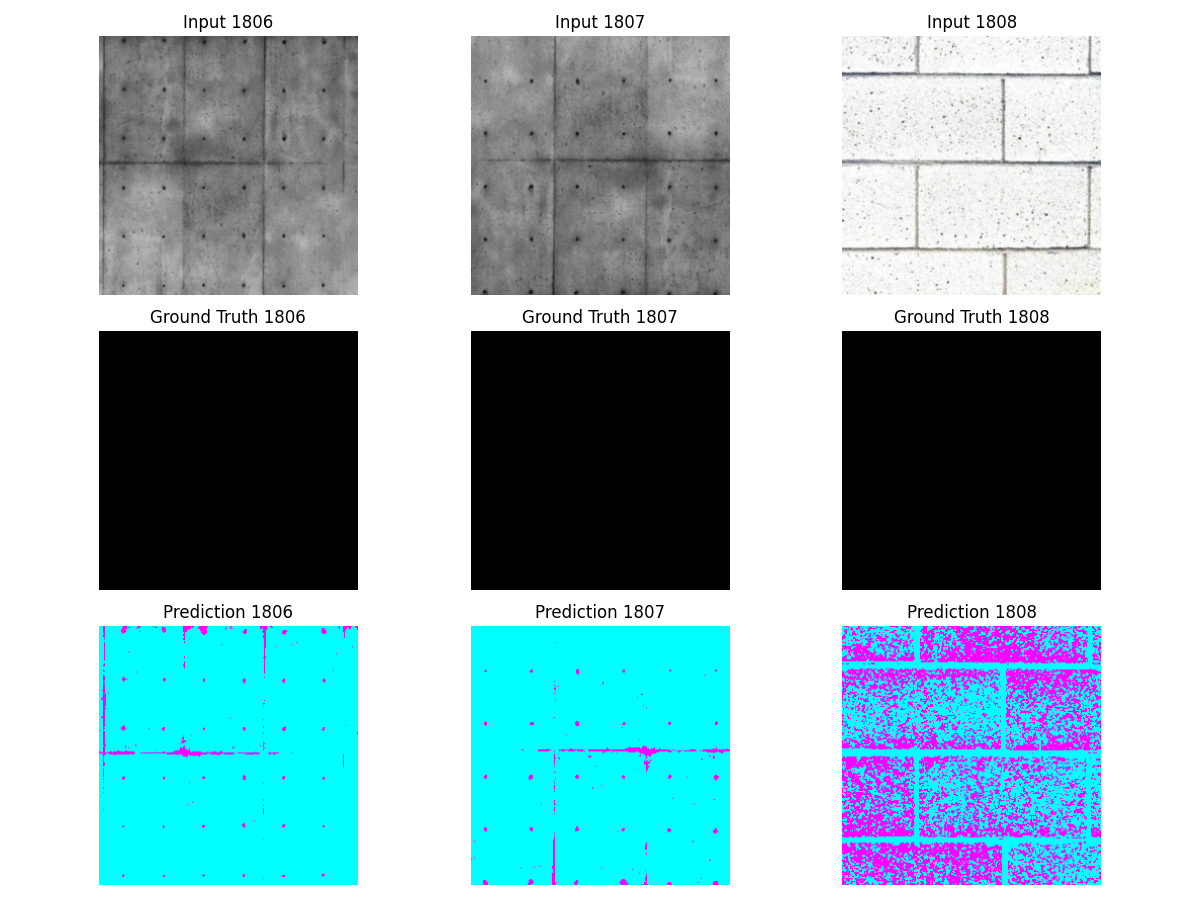 Input 1806
Input 1807
Input 1808
Ground Truth 1806
Ground Truth 1807
Ground Truth 1808
Prediction 1806
Prediction 1807
Prediction 1808